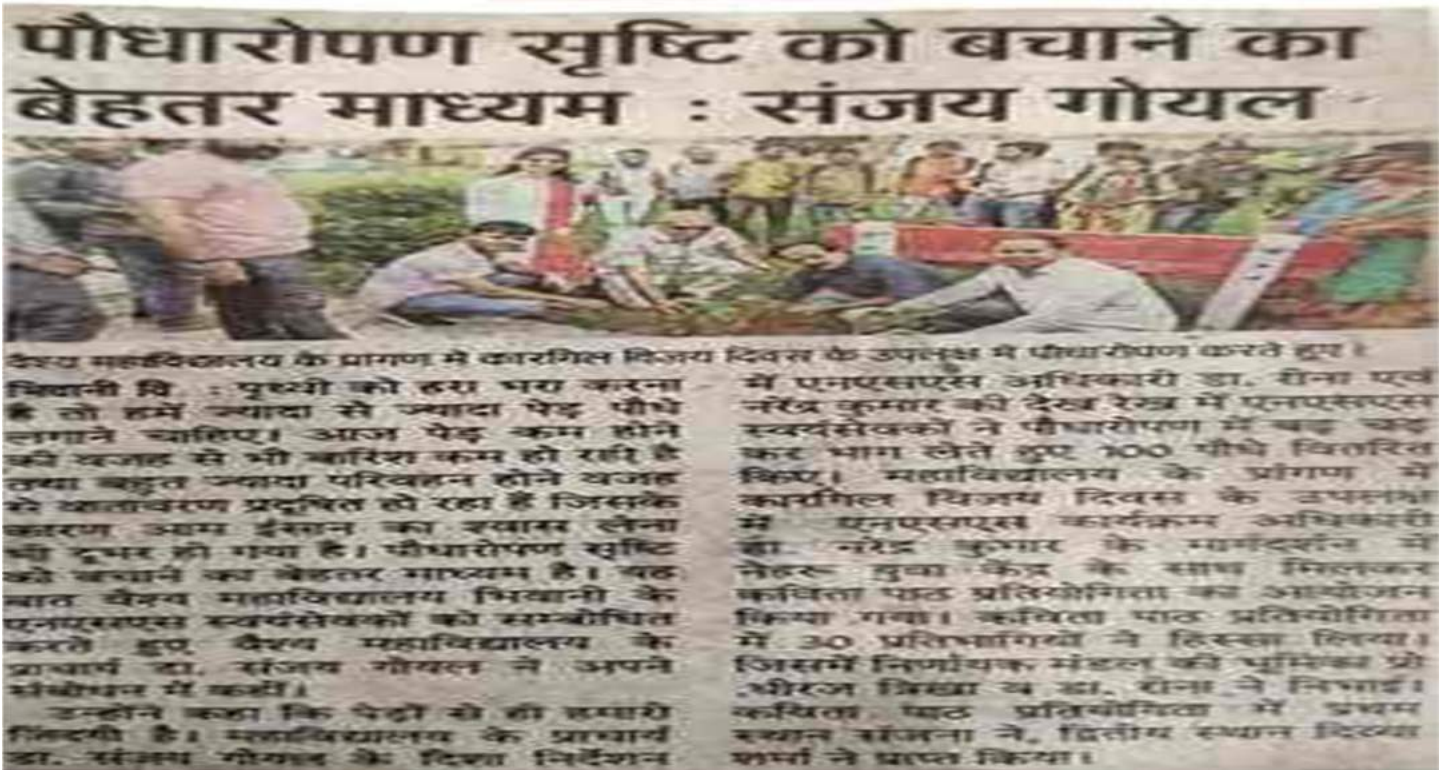 पौधारोपण सृष्टि को बचाने का
बेहतर माध्यम : संजय गोयल
वैश्य महाविद्यालय के प्रांगण में कारगिल विजय दिवस के उपलक्ष में पौधारोपण करते हुए।
भिवानी वि. : पृथ्वी को हरा भरा करना
है तो हमें ज्यादा से ज्यादा पेड़ पौधे
लगाने चाहिए। आज पेड़ कम होने
की वजह से भी बारिश कम हो रही है
तथा बहुत ज्यादा परिवहन होने वजह
से वातावरण प्रदूषित हो रहा है जिसके
कारण आम इंसान का श्वास लेना
भी दूभर हो गया है। पौधारोपण सृष्टि
को बचाने का बेहतर माध्यम है। यह
बात वैश्य महाविद्यालय भिवानी के
एनएसएस स्वयंसेवकों को सम्बोधित
करते हुए वैश्य महाविद्यालय के
प्राचार्य डा. संजय गोयल ने अपने
संबोधन में कहीं।
उन्होंने कहा कि पेड़ों से ही हमारी
जिंदगी है। महाविद्यालय के प्राचार्य
डा. संजय गोयल के दिशा निर्देशन
में एनएसएस अधिकारी डा. रीना एवं
नरेंद्र कुमार की देख रेख में एनएसएस
स्वयंसेवकों ने पौधारोपण में बढ़ चढ़
कर भाग लेते हुए 100 पौधे वितरित
किए। महाविद्यालय के प्रांगण में
कारगिल विजय दिवस के उपलक्ष
में एनएसएस कार्यक्रम अधिकारी
डा. नरेंद्र कुमार के मार्गदर्शन में
नेहरू युवा केंद्र के साथ मिलकर
कविता पाठ प्रतियोगिता का आयोजन
किया गया। कविता पाठ प्रतियोगिता
में 30 प्रतिभागियों ने हिस्सा लिया।
जिसमें निर्णायक मंडल की भूमिका प्रो
.धीरज त्रिखा व डा. रीना ने निभाई।
कविता पाठ प्रतियोगिता में प्रथम
स्थान संजना ने, द्वितीय स्थान दिव्या
शर्मा ने प्राप्त किया।